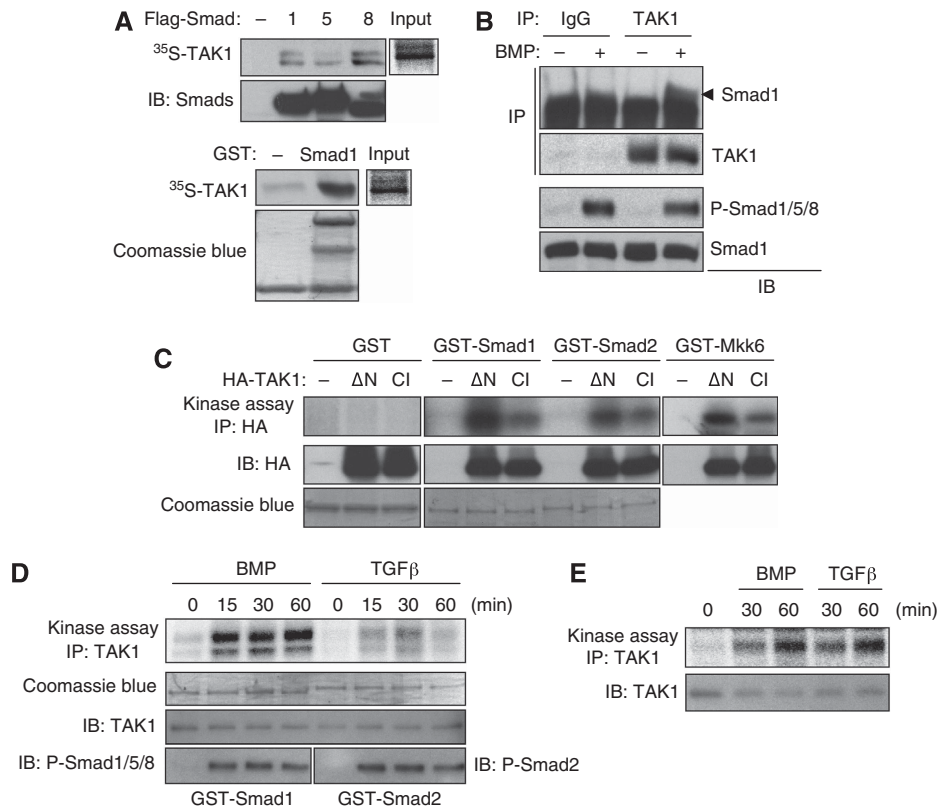 A
Flag-Smad: – 1 5 8 Input
³⁵S-TAK1
IB: Smads
GST: – Smad1 Input
³⁵S-TAK1
Coomassie blue
B
IP: IgG TAK1
BMP: – + – +
IP
Smad1
TAK1
P-Smad1/5/8
Smad1
IB
C
GST GST-Smad1 GST-Smad2 GST-Mkk6
HA-TAK1: – ΔN CI – ΔN CI – ΔN CI – ΔN CI
Kinase assay
IP: HA
IB: HA
Coomassie blue
D
BMP TGFβ
0 15 30 60 0 15 30 60 (min)
Kinase assay
IP: TAK1
Coomassie blue
IB: TAK1
IB: P-Smad1/5/8 IB: P-Smad2
GST-Smad1 GST-Smad2
E
BMP TGFβ
0 30 60 30 60 (min)
Kinase assay
IP: TAK1
IB: TAK1